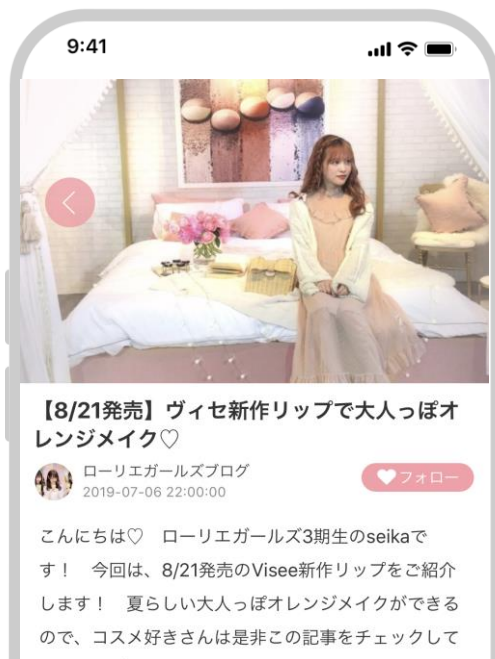 9:41
【8/21発売】ヴィセ新作リップで大人っぽオ
レンジメイク♡
ローリエガールズブログ
2019-07-06 22:00:00
フォロー
こんにちは♡　ローリエガールズ3期生のseikaで
す！　今回は、8/21発売のVisee新作リップをご紹介
します！　夏らしい大人っぽオレンジメイクができる
ので、コスメ好きさんは是非この記事をチェックして